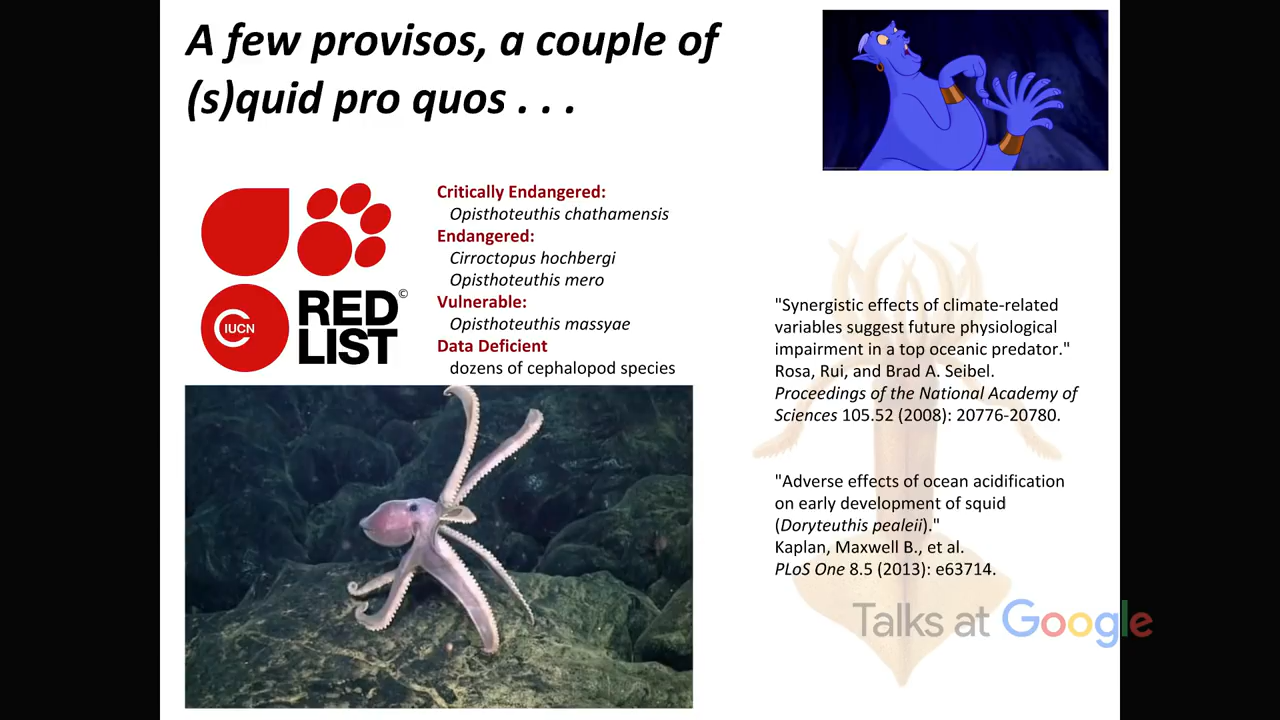 A few provisos, a couple of
(s)quid pro quos . . .
Critically Endangered:
Opisthoteuthis chathamensis
Endangered:
Cirroctopus hochbergi
Opisthoteuthis mero
Vulnerable:
Opisthoteuthis massyae
Data Deficient
dozens of cephalopod species
IUCN
RED
LIST
©
"Synergistic effects of climate-related
variables suggest future physiological
impairment in a top oceanic predator."
Rosa, Rui, and Brad A. Seibel.
Proceedings of the National Academy of
Sciences 105.52 (2008): 20776-20780.
"Adverse effects of ocean acidification
on early development of squid
(Doryteuthis pealeii)."
Kaplan, Maxwell B., et al.
PLoS One 8.5 (2013): e63714.
Talks at Google